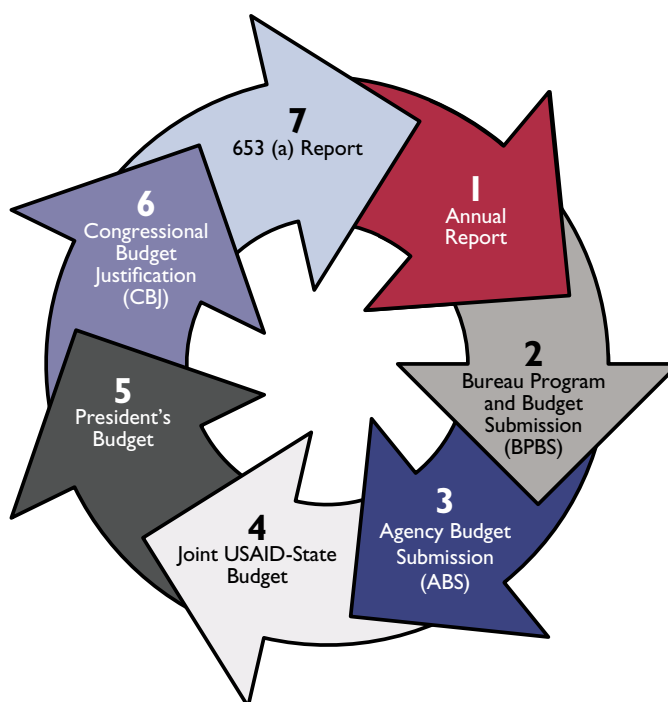 1
Annual
Report
2
Bureau Program
and Budget
Submission
(BPBS)
3
Agency Budget
Submission
(ABS)
4
Joint USAID-State
Budget
5
President’s
Budget
6
Congressional
Budget
Justification
(CBJ)
7
653 (a) Report